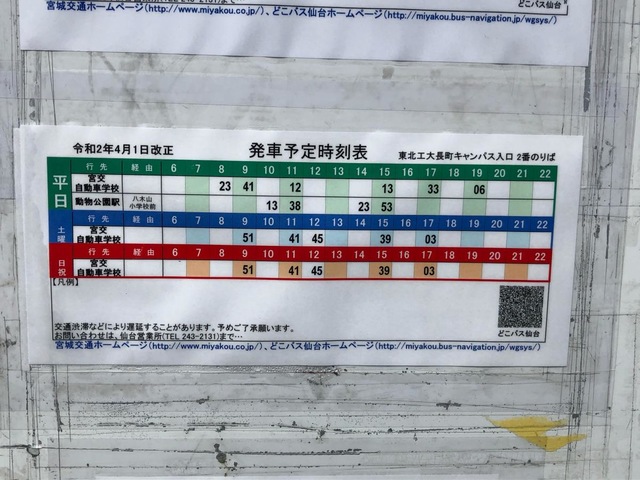 宮城交通ホームページ(http://www.miyakou.co.jp/)、どこバス仙台(http://miyakou.bus-navigation.jp/wgsys/)
どこバス仙台
令和2年4月1日改正 発車予定時刻表 東北工大長町キャンパス入口 2番のりば
平日 行先 経由 6 7 8 9 10 11 12 13 14 15 16 17 18 19 20 21 22
宮交
自動車学校 23 41 12 13 33 06
動物公園駅 八木山
小学校前 13 38 23 53
土曜 行先 経由 6 7 8 9 10 11 12 13 14 15 16 17 18 19 20 21 22
宮交
自動車学校 51 41 45 39 03
日祝 行先 経由 6 7 8 9 10 11 12 13 14 15 16 17 18 19 20 21 22
宮交
自動車学校 51 41 45 39 03
【凡例】
交通渋滞などにより遅延することがあります。予めご了承願います。
お問い合わせは、仙台営業所(TEL 243-2131)まで…
どこバス仙台
宮城交通ホームページ(http://www.miyakou.co.jp/)、どこバス仙台(http://miyakou.bus-navigation.jp/wgsys/)